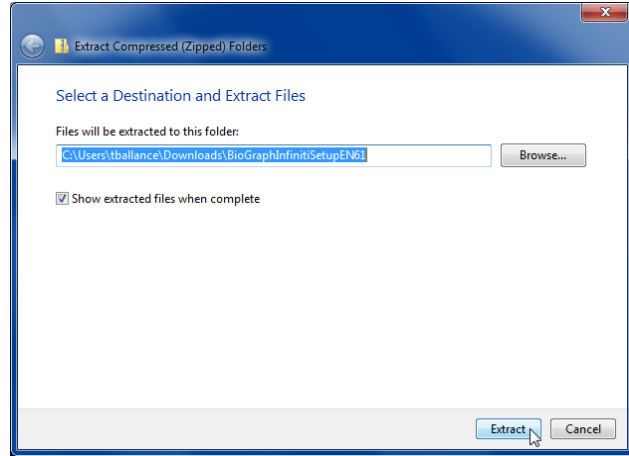 Extract Compressed (Zipped) Folders
Select a Destination and Extract Files
Files will be extracted to this folder:
C:\Users\tballance\Downloads\BioGraphInfinitiSetupEN61
Browse...
Show extracted files when complete
Extract
Cancel